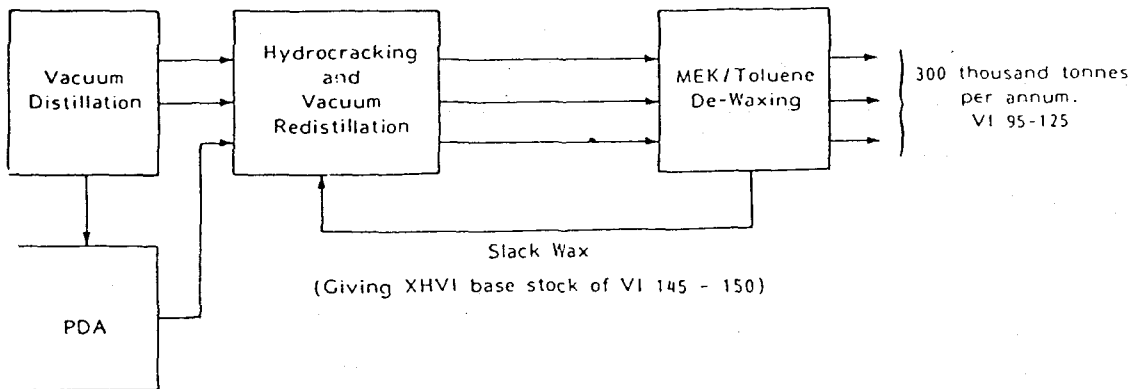 Vacuum
Distillation
Hydrocracking
and
Vacuum
Redistillation
MEK/Toluene
De-Waxing
300 thousand tonnes
per annum.
VI 95-125
Slack Wax
(Giving XHVI base stock of VI 145 - 150)
PDA